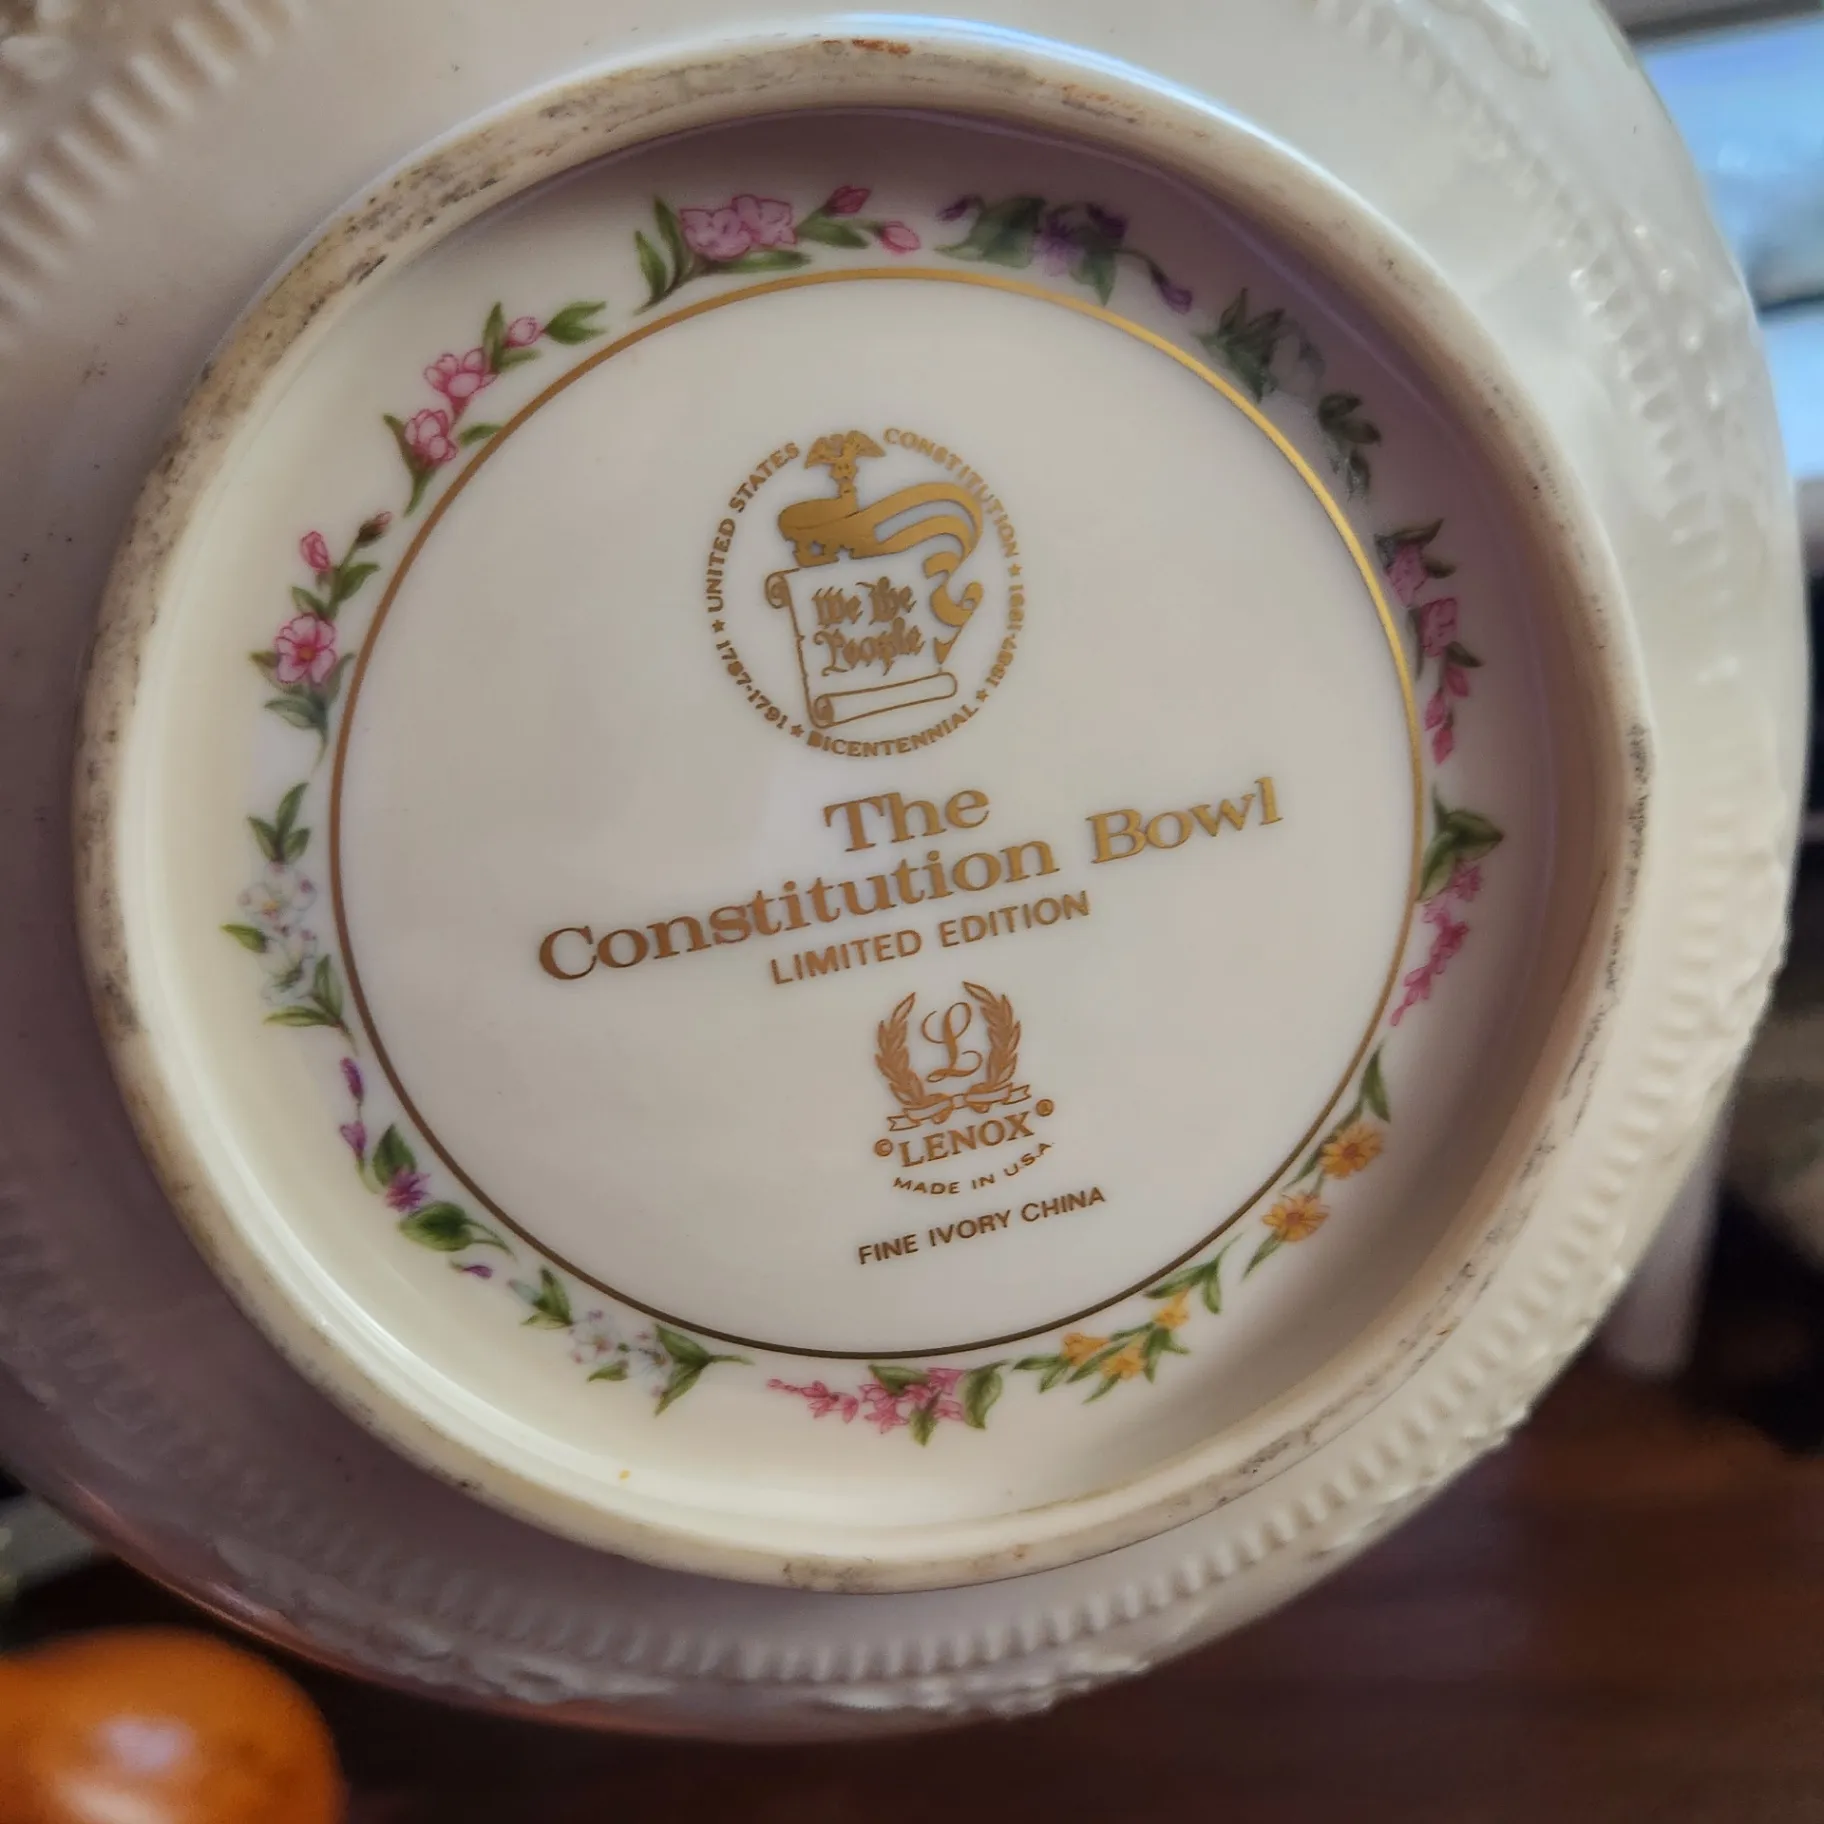 ★ UNITED STATES CONSTITUTION ★
1787-1791 ★ BICENTENNIAL ★ 1987-1991
We the
People
The
Constitution Bowl
LIMITED EDITION
L
©LENOX®
MADE IN U.S.A.
FINE IVORY CHINA